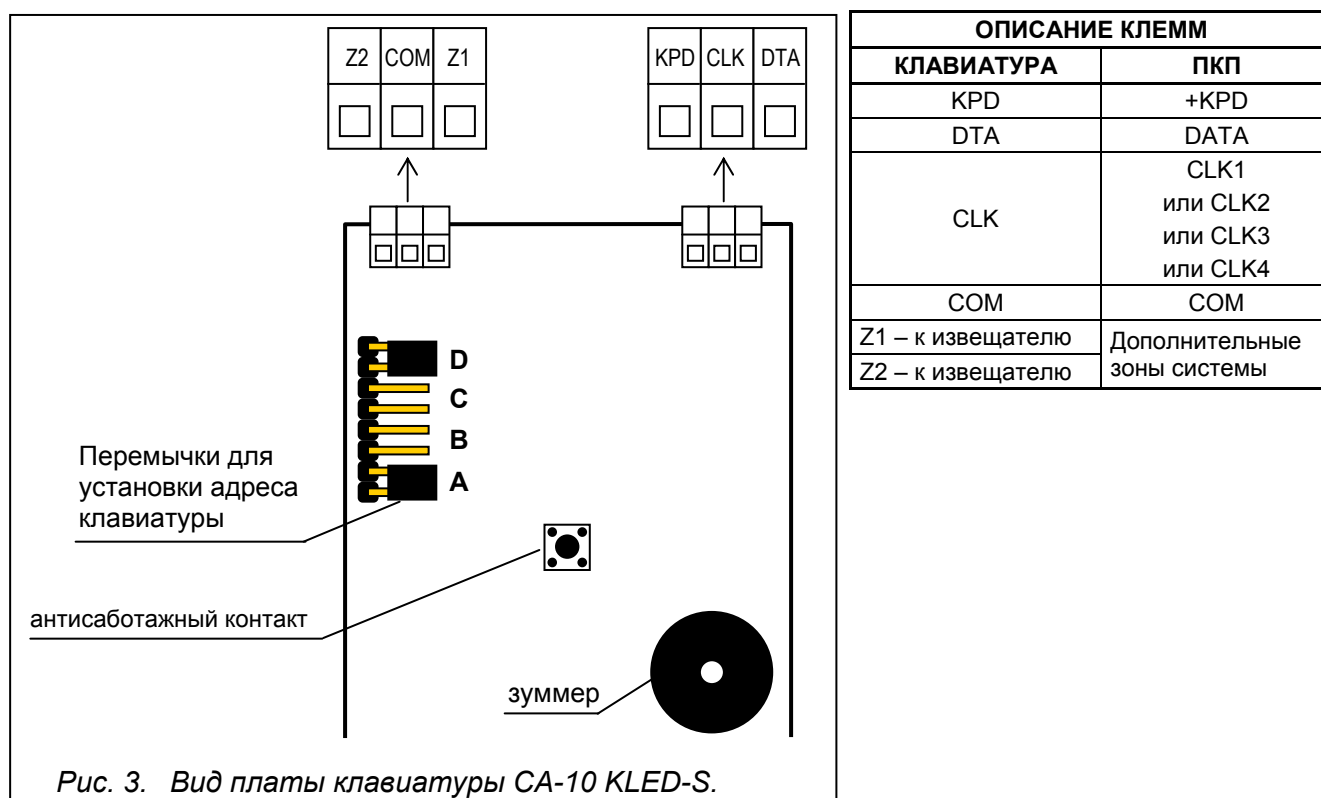 Z2 COM Z1
KPD CLK DTA
D
C
B
A
Перемычки для
установки адреса
клавиатуры
антисаботажный контакт
зуммер
Рис. 3. Вид платы клавиатуры CA-10 KLED-S.
ОПИСАНИЕ КЛЕММ
КЛАВИАТУРА ПКП
KPD +KPD
DTA DATA
CLK CLK1
или CLK2
или CLK3
или CLK4
COM COM
Z1 – к извещателю Дополнительные
Z2 – к извещателю зоны системы